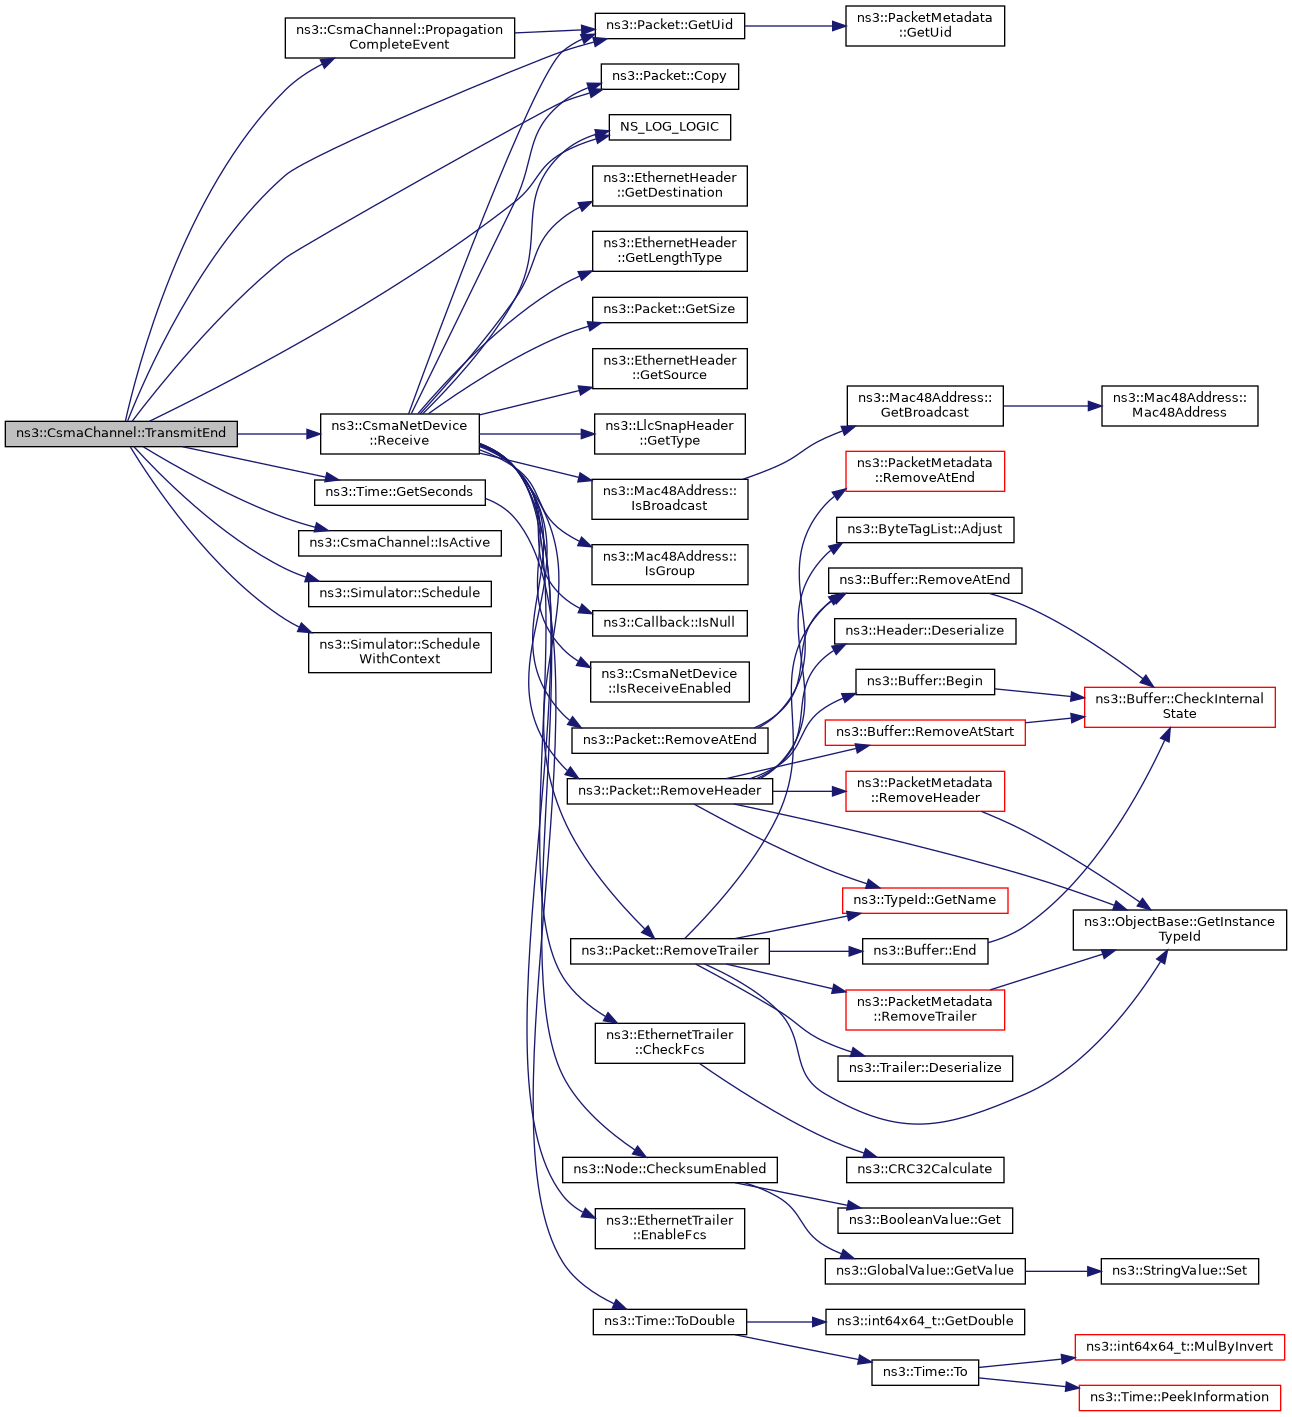 ns3::CsmaChannel::TransmitEnd
ns3::CsmaChannel::Propagation
CompleteEvent
ns3::CsmaNetDevice
::Receive
ns3::Time::GetSeconds
ns3::CsmaChannel::IsActive
ns3::Simulator::Schedule
ns3::Simulator::Schedule
WithContext
ns3::Packet::GetUid
ns3::Packet::Copy
NS_LOG_LOGIC
ns3::EthernetHeader
::GetDestination
ns3::EthernetHeader
::GetLengthType
ns3::Packet::GetSize
ns3::EthernetHeader
::GetSource
ns3::LlcSnapHeader
::GetType
ns3::Mac48Address::
IsBroadcast
ns3::Mac48Address::
IsGroup
ns3::Callback::IsNull
ns3::CsmaNetDevice
::IsReceiveEnabled
ns3::Packet::RemoveAtEnd
ns3::Packet::RemoveHeader
ns3::Packet::RemoveTrailer
ns3::EthernetTrailer
::CheckFcs
ns3::Node::ChecksumEnabled
ns3::EthernetTrailer
::EnableFcs
ns3::Time::ToDouble
ns3::PacketMetadata
::GetUid
ns3::Mac48Address::
GetBroadcast
ns3::PacketMetadata
::RemoveAtEnd
ns3::ByteTagList::Adjust
ns3::Buffer::RemoveAtEnd
ns3::Header::Deserialize
ns3::Buffer::Begin
ns3::Buffer::RemoveAtStart
ns3::PacketMetadata
::RemoveHeader
ns3::TypeId::GetName
ns3::Buffer::End
ns3::PacketMetadata
::RemoveTrailer
ns3::Trailer::Deserialize
ns3::CRC32Calculate
ns3::BooleanValue::Get
ns3::GlobalValue::GetValue
ns3::int64x64_t::GetDouble
ns3::Time::To
ns3::Mac48Address::
Mac48Address
ns3::Buffer::CheckInternal
State
ns3::ObjectBase::GetInstance
TypeId
ns3::StringValue::Set
ns3::int64x64_t::MulByInvert
ns3::Time::PeekInformation